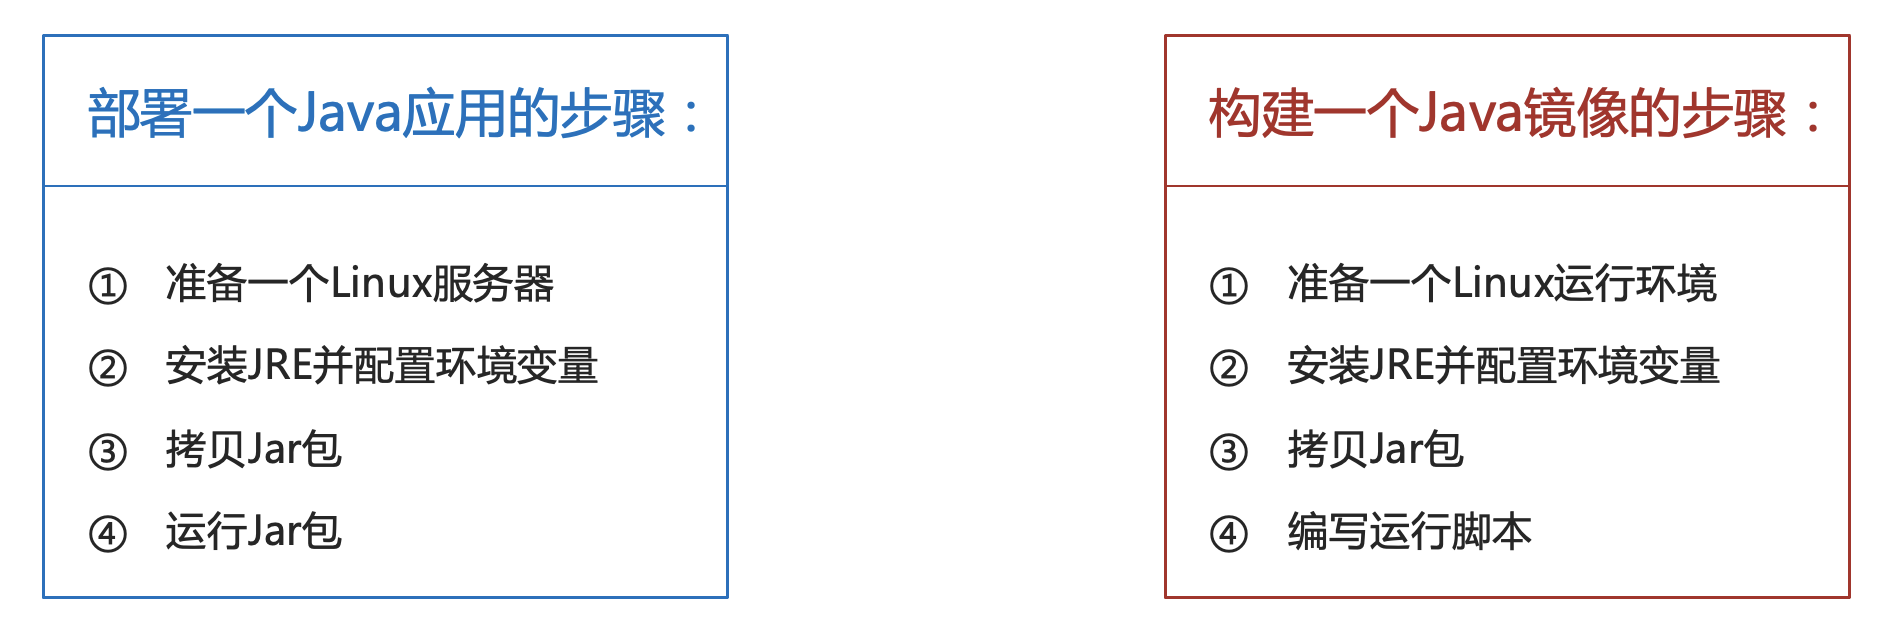 部署一个Java应用的步骤：
① 准备一个Linux服务器
② 安装JRE并配置环境变量
③ 拷贝Jar包
④ 运行Jar包
构建一个Java镜像的步骤：
① 准备一个Linux运行环境
② 安装JRE并配置环境变量
③ 拷贝Jar包
④ 编写运行脚本